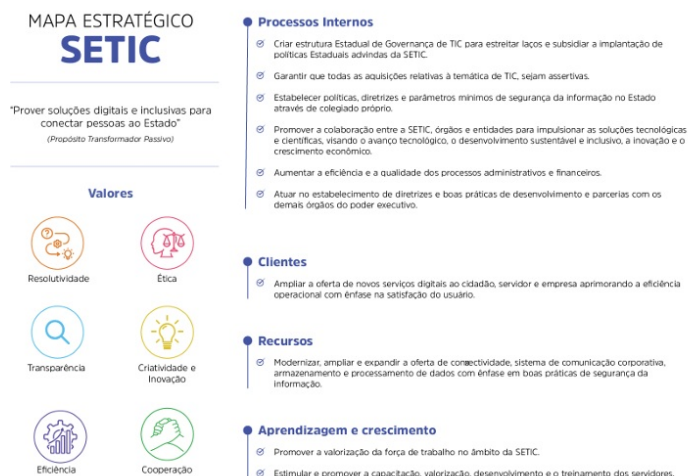 MAPA ESTRATÉGICO
SETIC
"Prover soluções digitais e inclusivas para
conectar pessoas ao Estado"
(Propósito Transformador Passivo)
Valores
Resolutividade
Ética
Transparência
Criatividade e
Inovação
Eficiência
Cooperação
Processos Internos
Criar estrutura Estadual de Governança de TIC para estreitar laços e subsidiar a implantação de
políticas Estaduais advindas da SETIC.
Garantir que todas as aquisições relativas à temática de TIC, sejam assertivas.
Estabelecer políticas, diretrizes e parâmetros mínimos de segurança da informação no Estado
através de colegiado próprio.
Promover a colaboração entre a SETIC, órgãos e entidades para impulsionar as soluções tecnológicas
e científicas, visando o avanço tecnológico, o desenvolvimento sustentável e inclusivo, a inovação e o
crescimento econômico.
Aumentar a eficiência e a qualidade dos processos administrativos e financeiros.
Atuar no estabelecimento de diretrizes e boas práticas de desenvolvimento e parcerias com os
demais órgãos do poder executivo.
Clientes
Ampliar a oferta de novos serviços digitais ao cidadão, servidor e empresa aprimorando a eficiência
operacional com ênfase na satisfação do usuário.
Recursos
Modernizar, ampliar e expandir a oferta de conectividade, sistema de comunicação corporativa,
armazenamento e processamento de dados com ênfase em boas práticas de segurança da
informação.
Aprendizagem e crescimento
Promover a valorização da força de trabalho no âmbito da SETIC.
Estimular e promover a capacitação, valorização, desenvolvimento e o treinamento dos servidores.